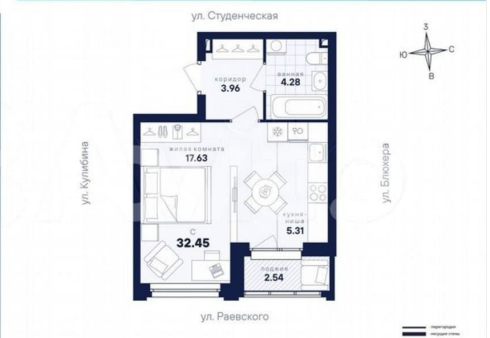 ул. Студенческая
З
Ю
С
В
коридор
3.96
ванная
4.28
ул. Кулибина
жилая комната
17.63
ул. Блюхера
С
32.45
кухня-
ниша
5.31
лоджия
2.54
ул. Раевского
перегородки
несущие стены